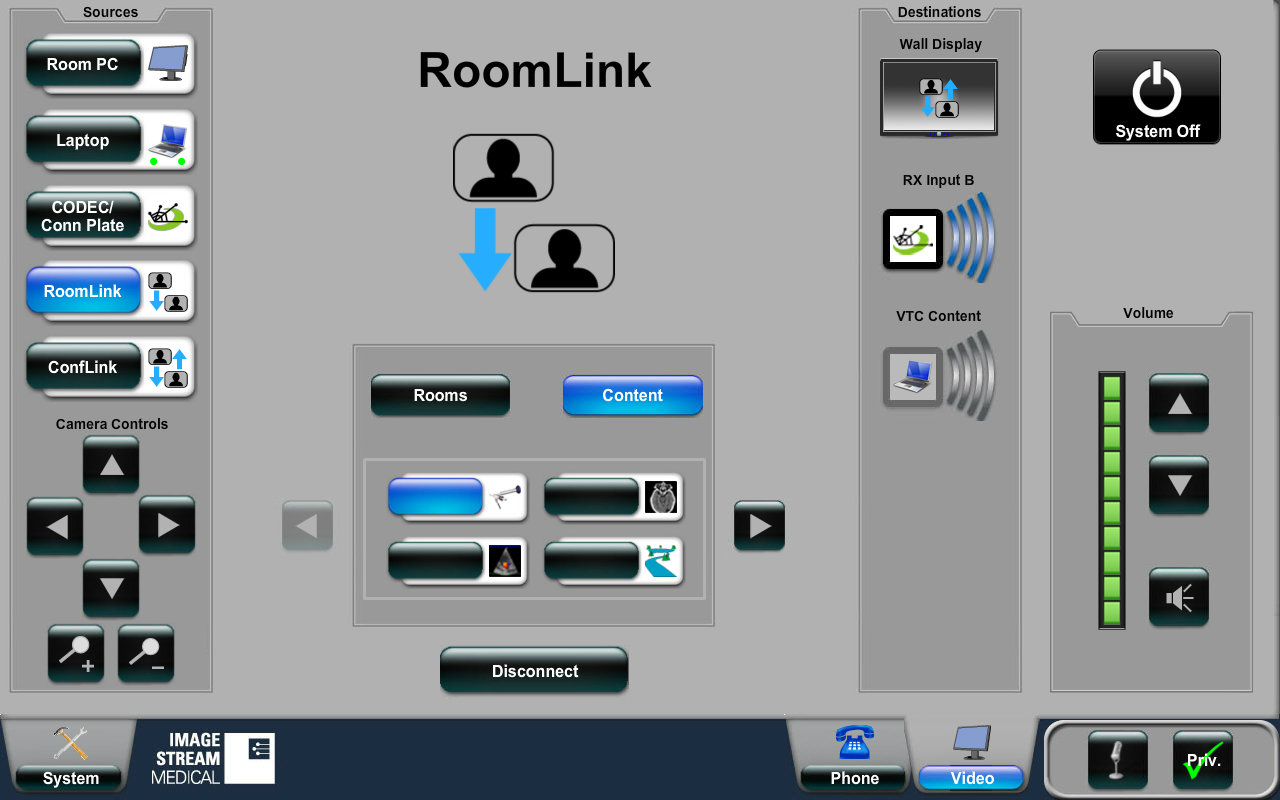 Sources
Room PC
Laptop
CODEC/
Conn Plate
RoomLink
ConfLink
Camera Controls
RoomLink
Rooms
Content
Disconnect
Destinations
Wall Display
RX Input B
VTC Content
System Off
Volume
System
IMAGE
STREAM
MEDICAL
Phone
Video
Priv.